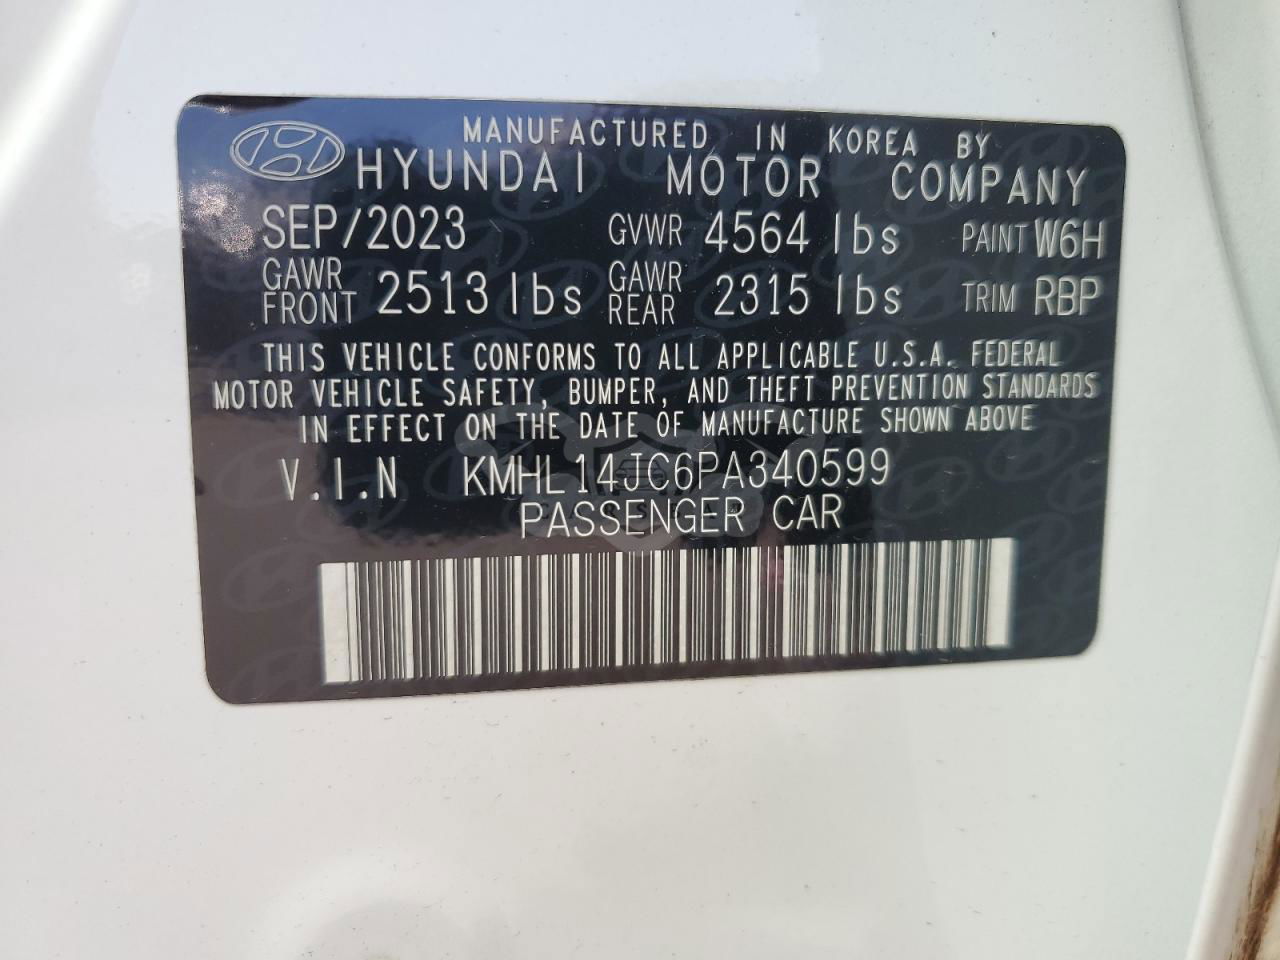 MANUFACTURED IN KOREA BY
HYUNDAI MOTOR COMPANY
SEP/2023 GVWR 4564 lbs PAINT W6H
GAWR FRONT 2513 lbs GAWR REAR 2315 lbs TRIM RBP
THIS VEHICLE CONFORMS TO ALL APPLICABLE U.S.A. FEDERAL
MOTOR VEHICLE SAFETY, BUMPER, AND THEFT PREVENTION STANDARDS
IN EFFECT ON THE DATE OF MANUFACTURE SHOWN ABOVE
V.I.N KMHL14JC6PA340599
PASSENGER CAR